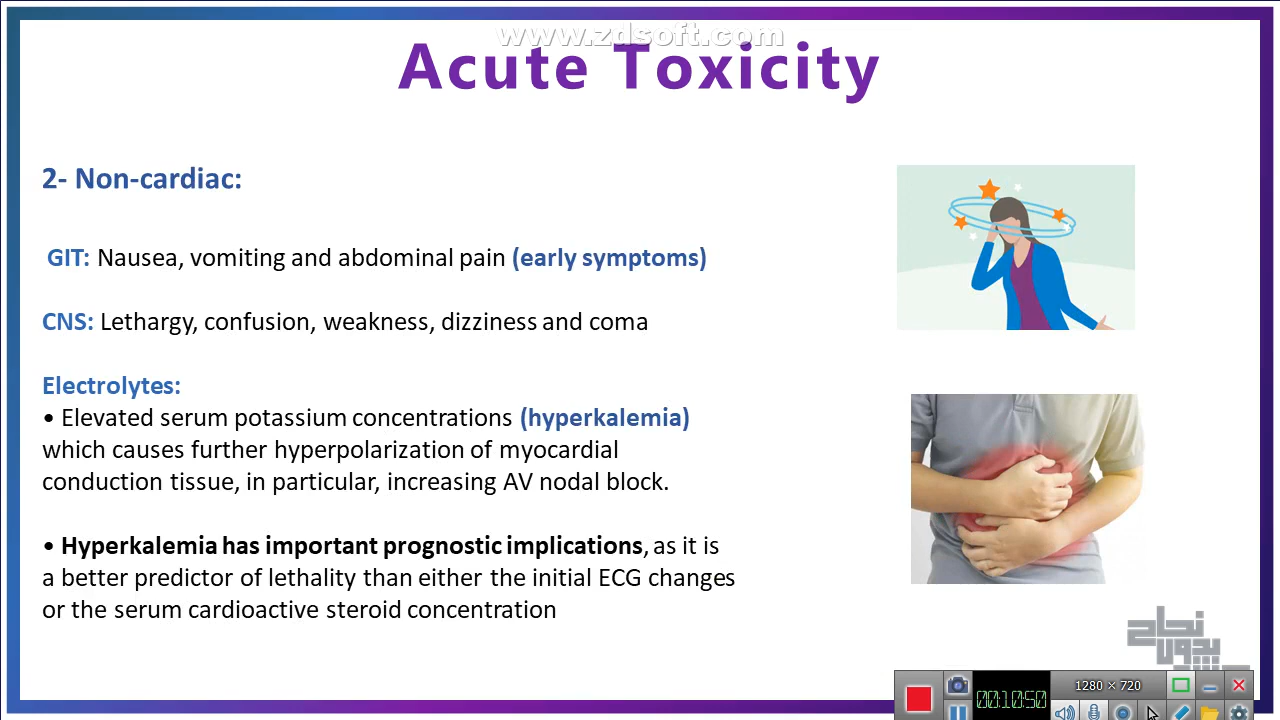 www.zdsoft.com
Acute Toxicity
2- Non-cardiac:
GIT: Nausea, vomiting and abdominal pain (early symptoms)
CNS: Lethargy, confusion, weakness, dizziness and coma
Electrolytes:
• Elevated serum potassium concentrations (hyperkalemia)
which causes further hyperpolarization of myocardial
conduction tissue, in particular, increasing AV nodal block.
• Hyperkalemia has important prognostic implications, as it is
a better predictor of lethality than either the initial ECG changes
or the serum cardioactive steroid concentration
نجاح
بيدون
1280 × 720
00:10:50